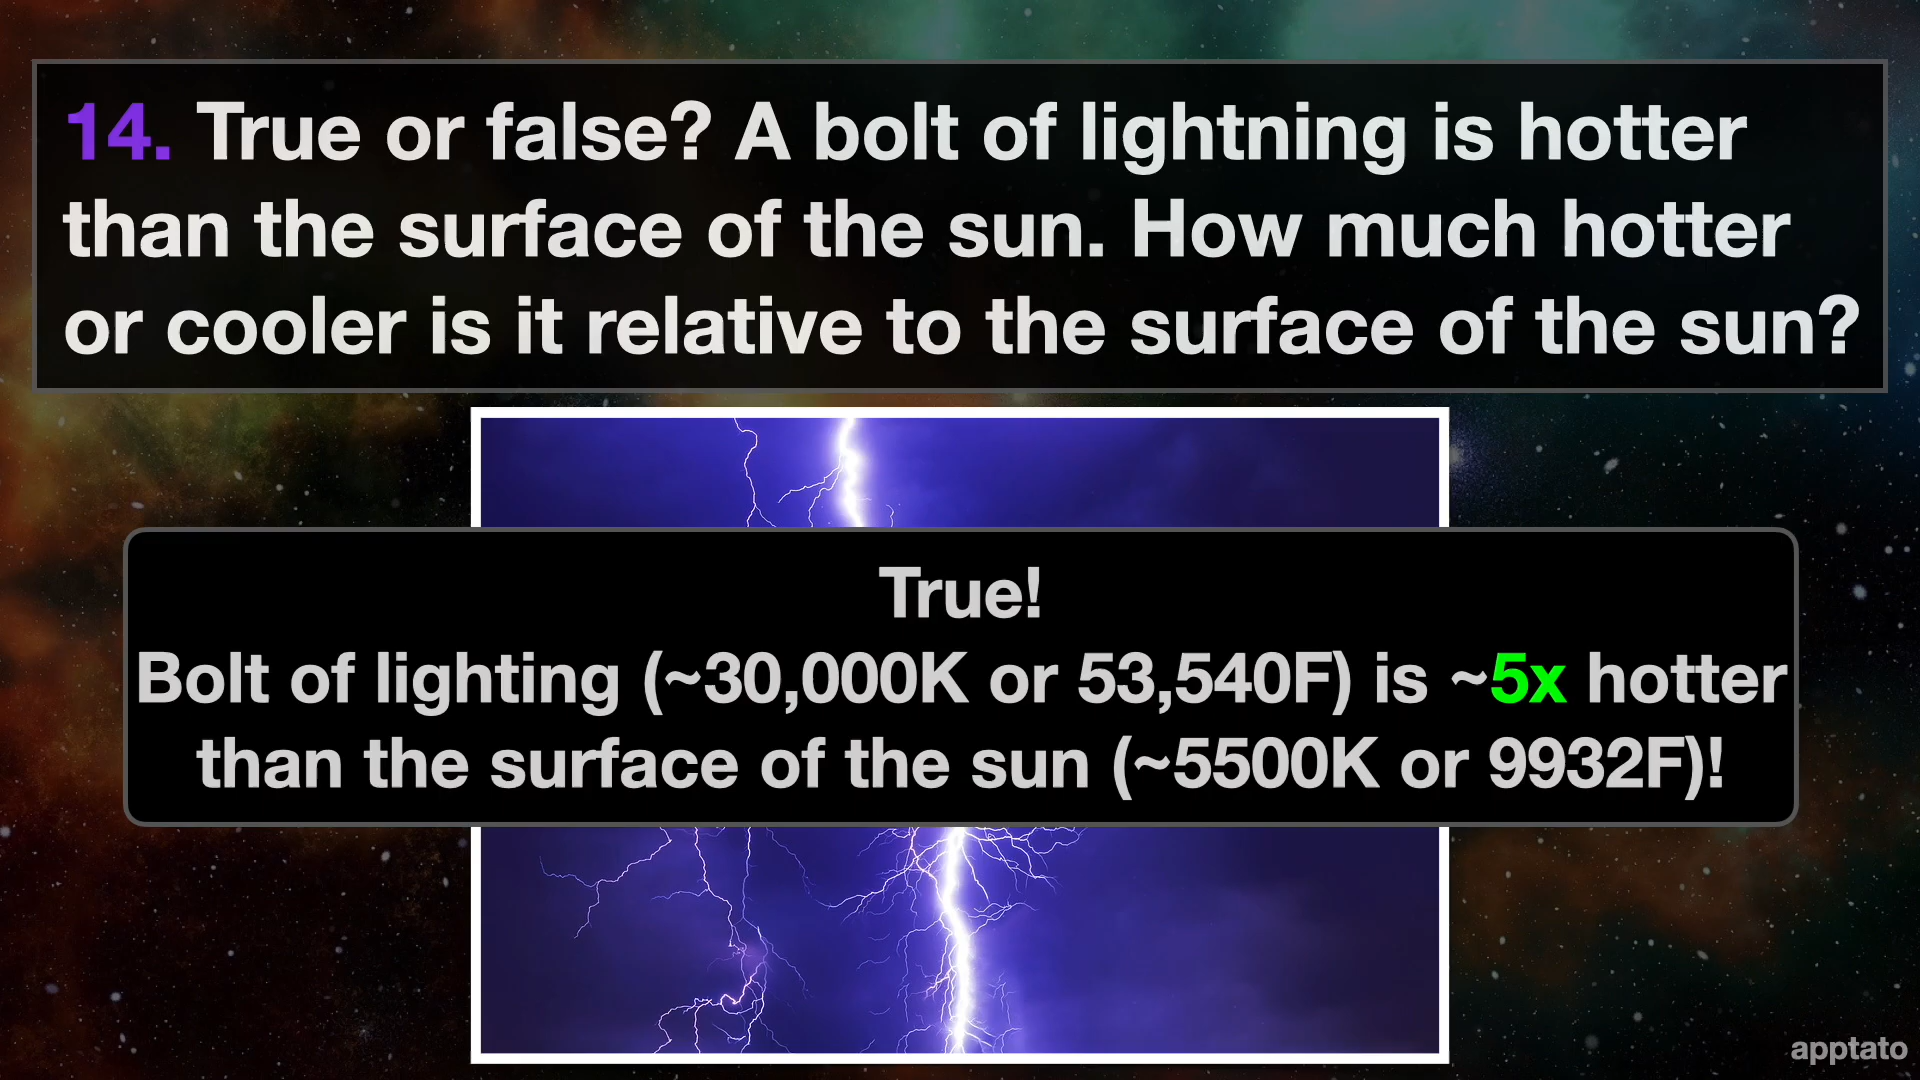 14. True or false? A bolt of lightning is hotter
than the surface of the sun. How much hotter
or cooler is it relative to the surface of the sun?
True!
Bolt of lighting (~30,000K or 53,540F) is ~5x hotter
than the surface of the sun (~5500K or 9932F)!
apptato